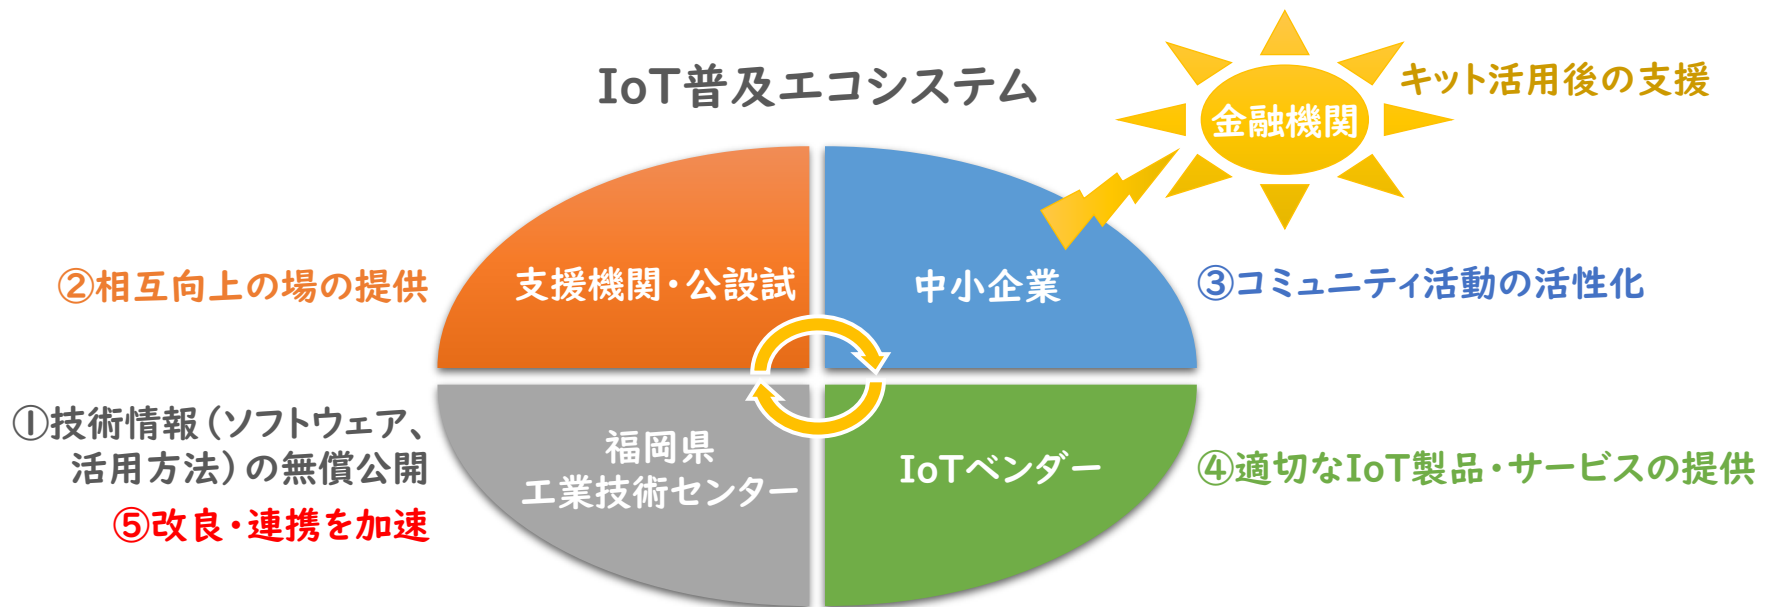 IoT普及エコシステム
キット活用後の支援
金融機関
②相互向上の場の提供
支援機関・公設試
中小企業
③コミュニティ活動の活性化
①技術情報(ソフトウェア、
活用方法)の無償公開
⑤改良・連携を加速
福岡県
工業技術センター
IoTベンダー
④適切なIoT製品・サービスの提供